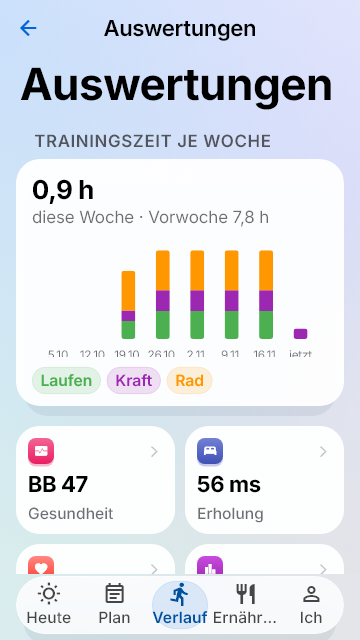 Auswertungen
Auswertungen
TRAININGSZEIT JE WOCHE
0,9 h
diese Woche · Vorwoche 7,8 h
5.10 12.10 19.10 26.10 2.11 9.11 16.11 jetzt
Laufen Kraft Rad
BB 47
Gesundheit
56 ms
Erholung
Heute Plan Verlauf Ernähr... Ich